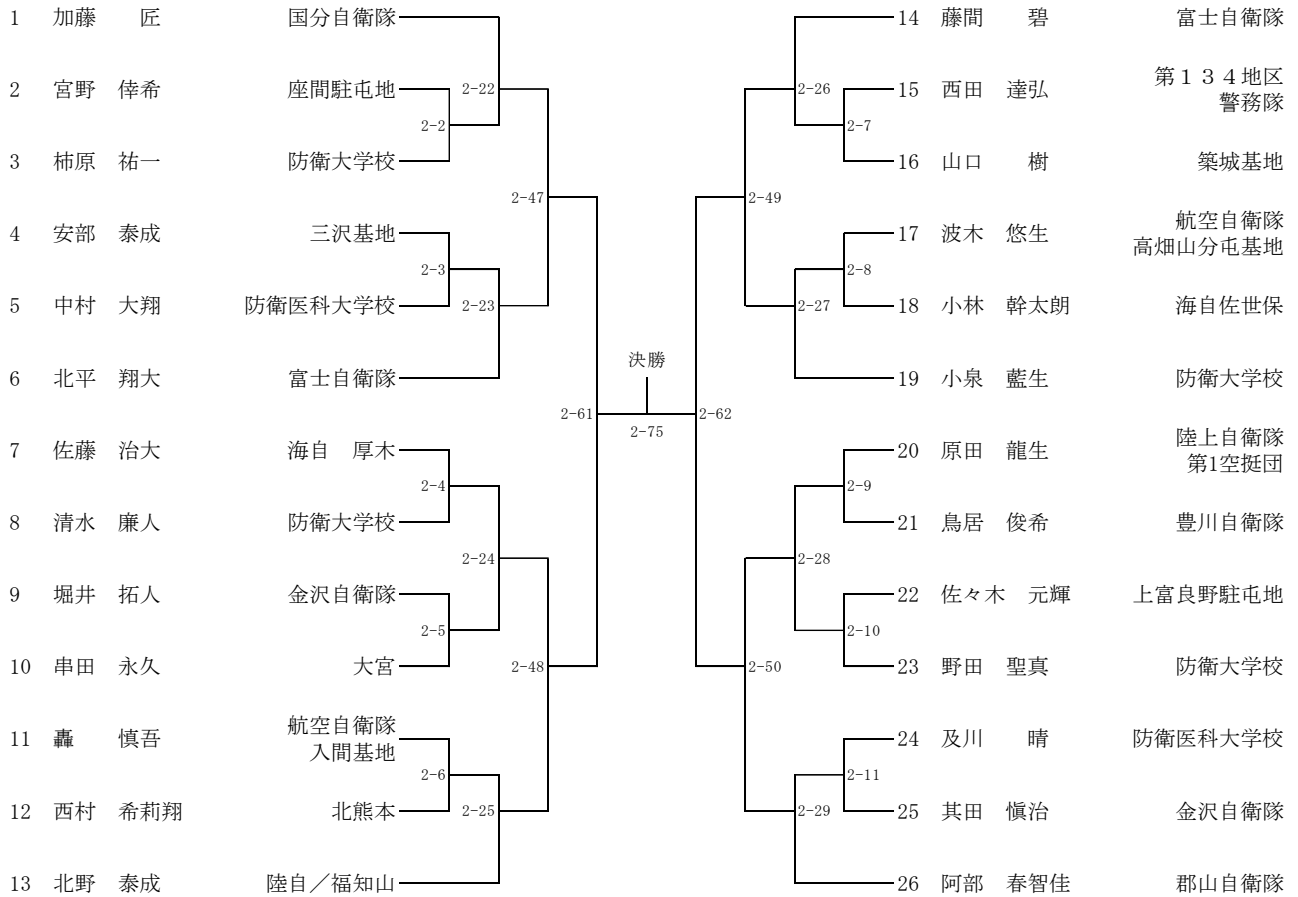 1 加藤 匠 国分自衛隊
2 宮野 倖希 座間駐屯地
3 柿原 祐一 防衛大学校
4 安部 泰成 三沢基地
5 中村 大翔 防衛医科大学校
6 北平 翔大 富士自衛隊
7 佐藤 治大 海自 厚木
8 清水 廉人 防衛大学校
9 堀井 拓人 金沢自衛隊
10 串田 永久 大宮
11 轟 慎吾 航空自衛隊
入間基地
12 西村 希莉翔 北熊本
13 北野 泰成 陸自／福知山
2-22
2-2
2-47
2-3
2-23
2-61
2-4
2-24
2-5
2-48
2-6
2-25
決勝
2-75
2-26
2-7
2-49
2-8
2-27
2-62
2-9
2-28
2-10
2-50
2-11
2-29
14 藤間 碧 富士自衛隊
15 西田 達弘 第１３４地区
警務隊
16 山口 樹 築城基地
17 波木 悠生 航空自衛隊
高畑山分屯基地
18 小林 幹太朗 海自佐世保
19 小泉 藍生 防衛大学校
20 原田 龍生 陸上自衛隊
第1空挺団
21 鳥居 俊希 豊川自衛隊
22 佐々木 元輝 上富良野駐屯地
23 野田 聖真 防衛大学校
24 及川 晴 防衛医科大学校
25 其田 愼治 金沢自衛隊
26 阿部 春智佳 郡山自衛隊